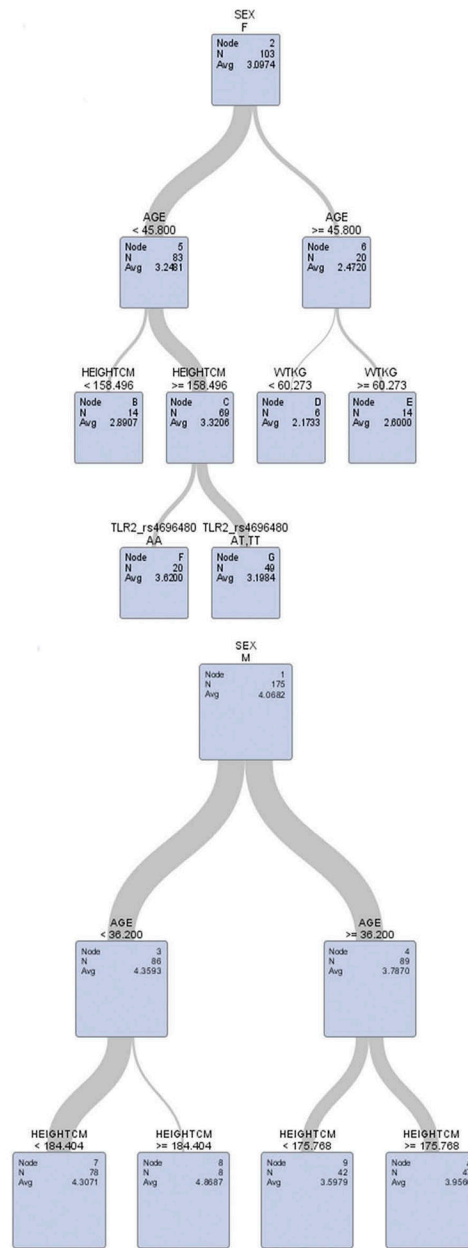 SEX
F
Node 2
N 103
Avg 3.0974
AGE
< 45.800
Node 5
N 83
Avg 3.2481
AGE
>= 45.800
Node 6
N 20
Avg 2.4720
HEIGHTCM
< 158.496
Node B
N 14
Avg 2.8907
HEIGHTCM
>= 158.496
Node C
N 69
Avg 3.3206
WTKG
< 60.273
Node D
N 6
Avg 2.1733
WTKG
>= 60.273
Node E
N 14
Avg 2.6000
TLR2_rs4696480
AA
Node F
N 20
Avg 3.6200
TLR2_rs4696480
AT,TT
Node G
N 49
Avg 3.1984
SEX
M
Node 1
N 175
Avg 4.0682
AGE
< 36.200
Node 3
N 86
Avg 4.3593
AGE
>= 36.200
Node 4
N 89
Avg 3.7870
HEIGHTCM
< 184.404
Node 7
N 78
Avg 4.3071
HEIGHTCM
>= 184.404
Node 8
N 8
Avg 4.8687
HEIGHTCM
< 175.768
Node 9
N 42
Avg 3.5979
HEIGHTCM
>= 175.768
Node
N
Avg